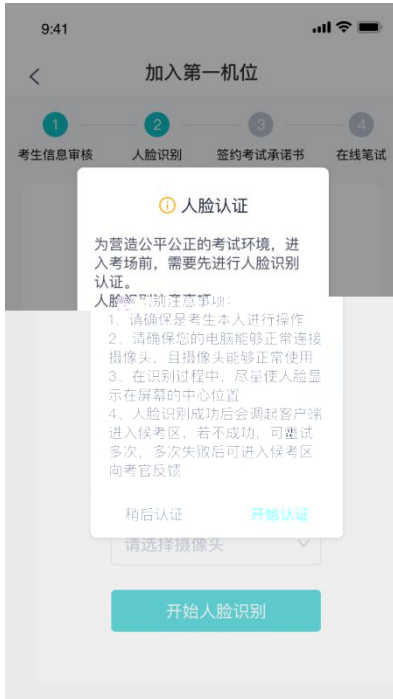 9:41
加入第一机位
1
2
3
4
考生信息审核
人脸识别
签约考试承诺书
在线笔试
人脸认证
为营造公平公正的考试环境，进
入考场前，需要先进行人脸识别
认证。
人脸识别注意事项：
1、请确保是考生本人进行操作
2、请确保您的电脑能够正常连接
摄像头，且摄像头能够正常使用
3、在识别过程中，尽量使人脸显
示在屏幕的中心位置
4、人脸识别成功后会调起客户端
进入候考区，若不成功，可重试
多次，多次失败后可进入候考区
向考官反馈
稍后认证
开始认证
请选择摄像头
开始人脸识别